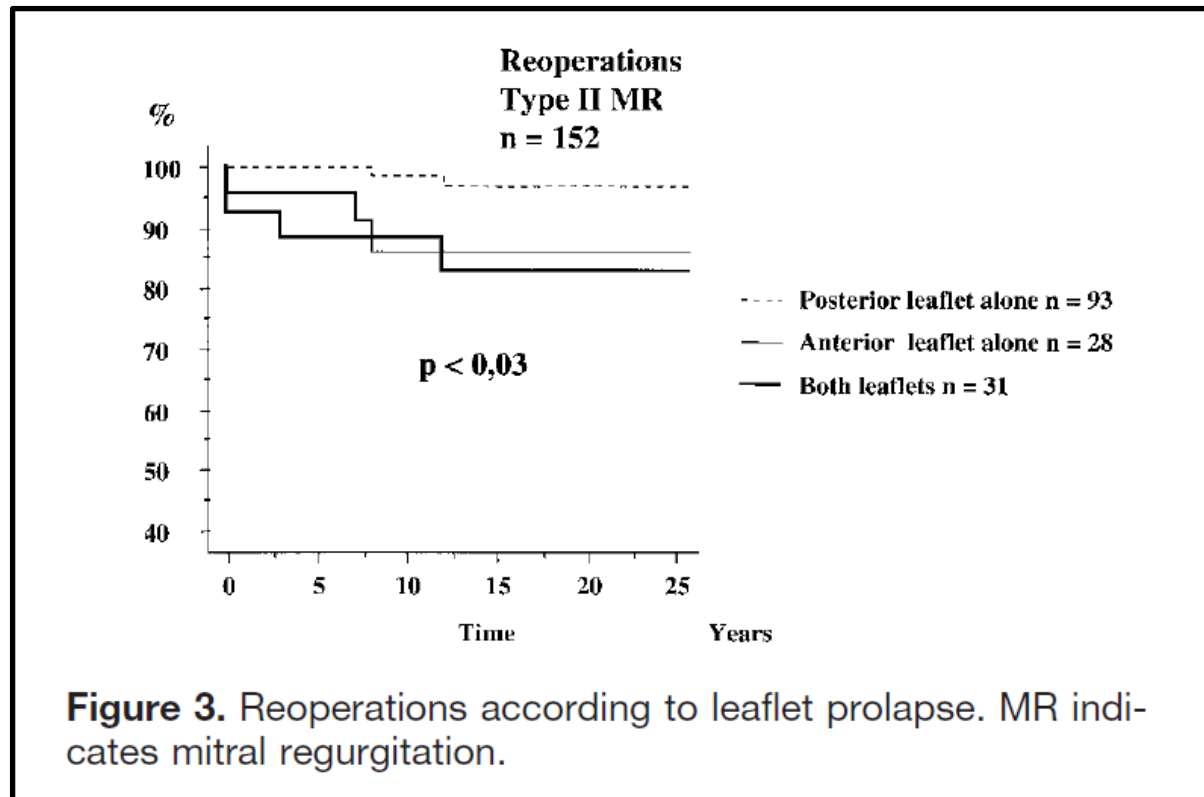 Reoperations
Type II MR
n = 152
%
100
90
80
70
60
50
40
p < 0,03
Posterior leaflet alone n = 93
Anterior leaflet alone n = 28
Both leaflets n = 31
0 5 10 15 20 25
Time Years
Figure 3. Reoperations according to leaflet prolapse. MR indi-
cates mitral regurgitation.